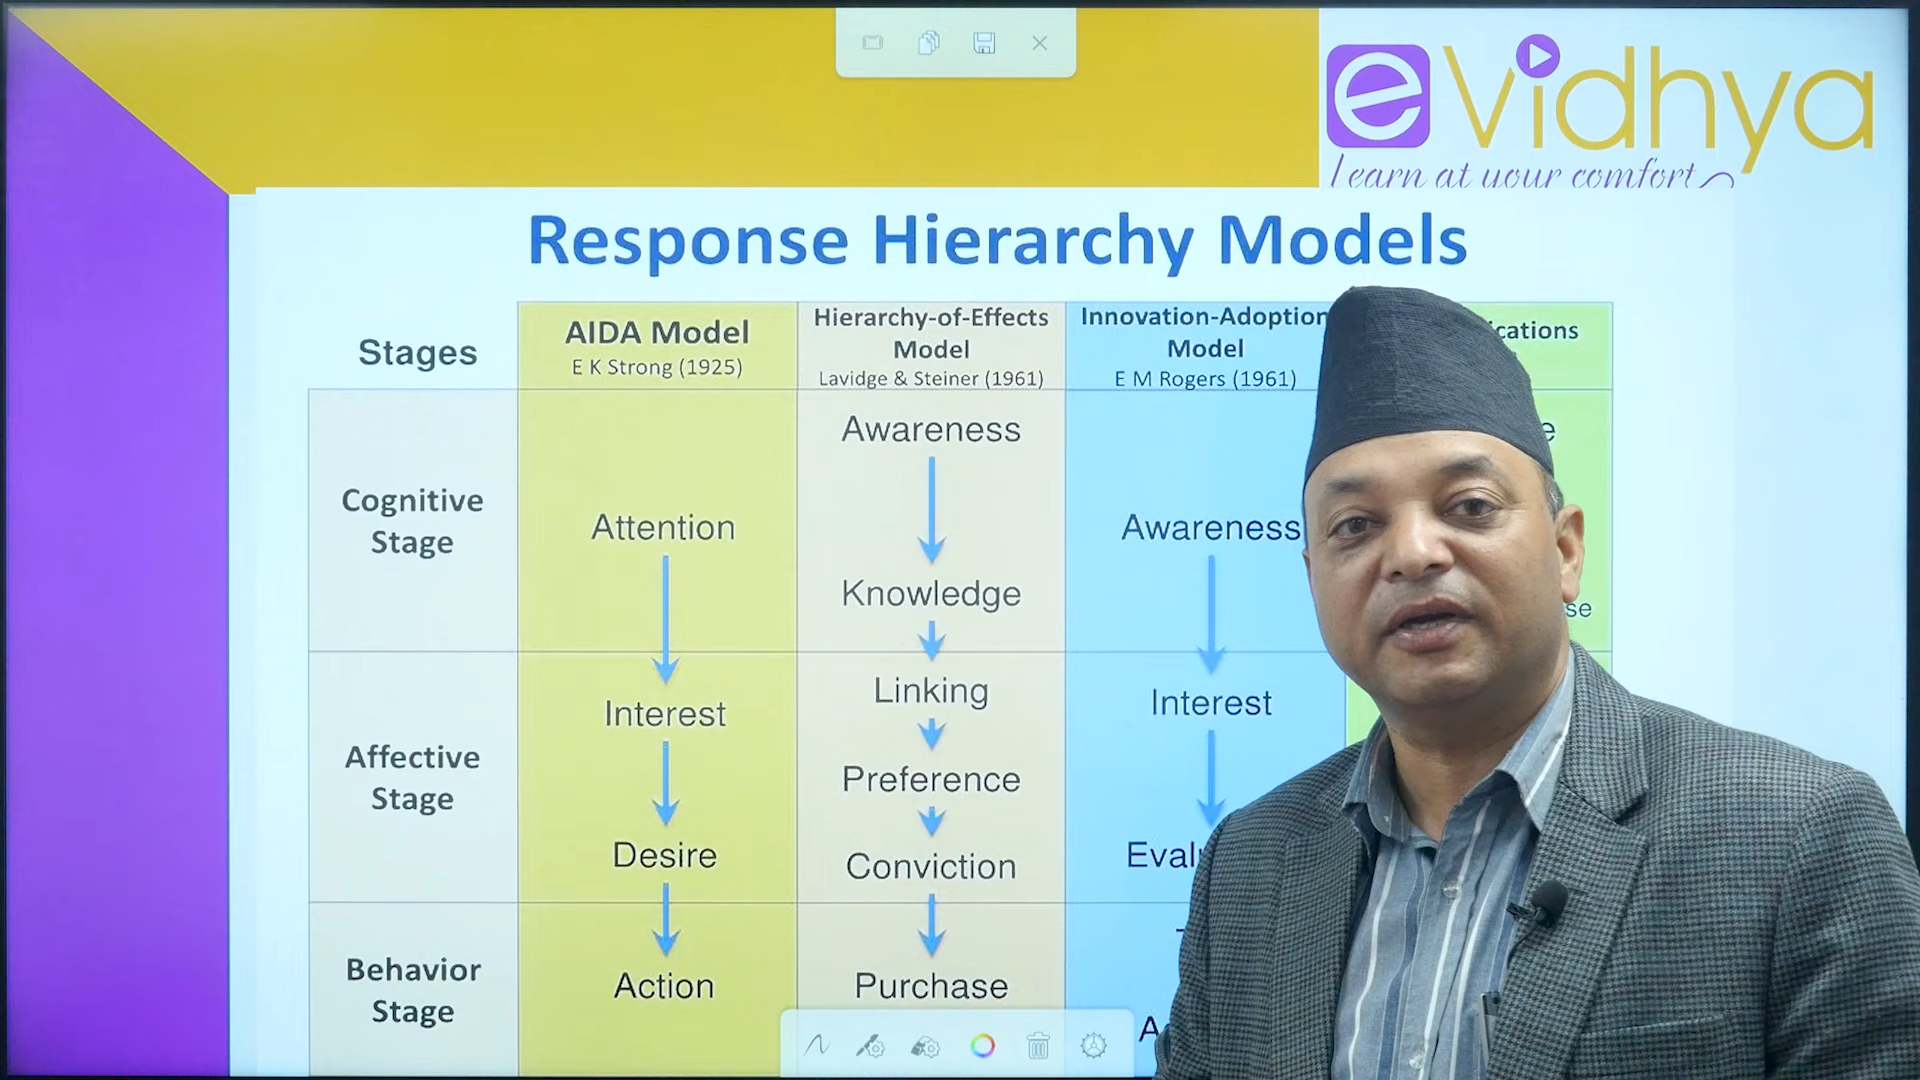 eVidhya
Learn at your comfort
Response Hierarchy Models
Stages
AIDA Model
E K Strong (1925)
Hierarchy-of-Effects
Model
Lavidge & Steiner (1961)
Innovation-Adoption
Model
E M Rogers (1961)
Cognitive
Stage
Attention
Awareness
Knowledge
Awareness
Affective
Stage
Interest
Desire
Linking
Preference
Conviction
Interest
Behavior
Stage
Action
Purchase